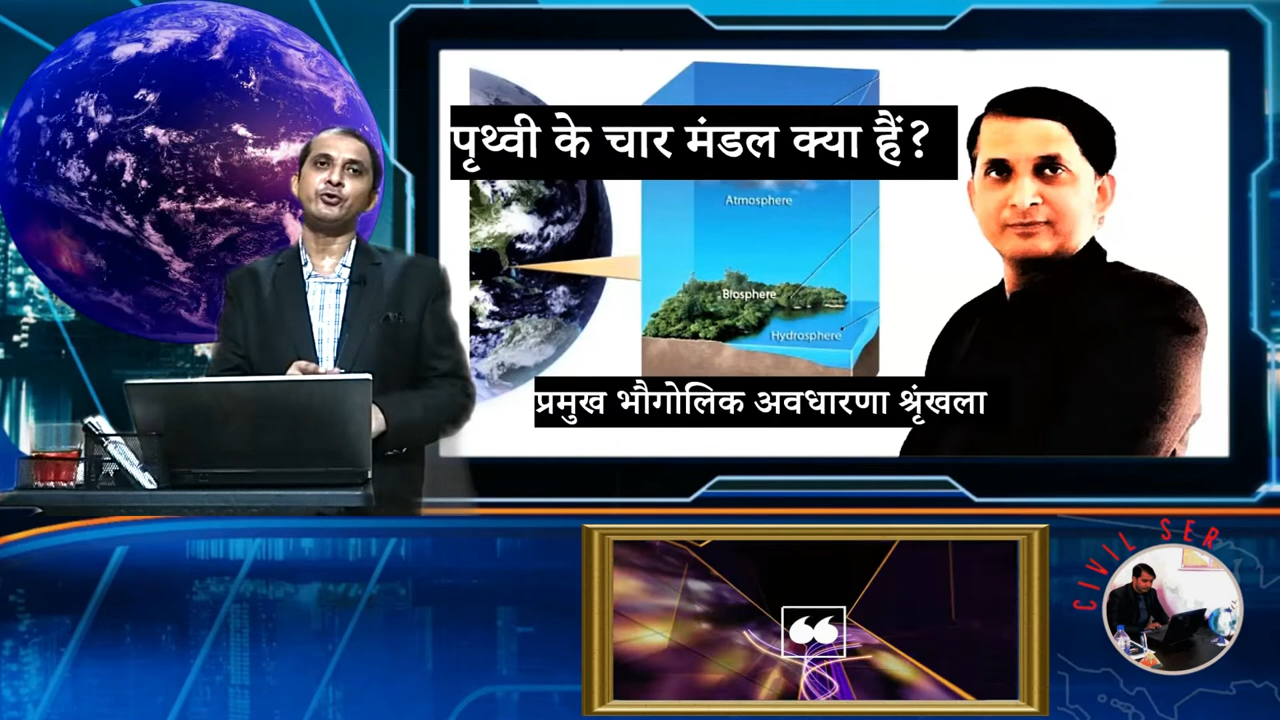 पृथ्वी के चार मंडल क्या हैं?
Atmosphere
Biosphere
Hydrosphere
प्रमुख भौगोलिक अवधारणा श्रृंखला
CIVIL SER